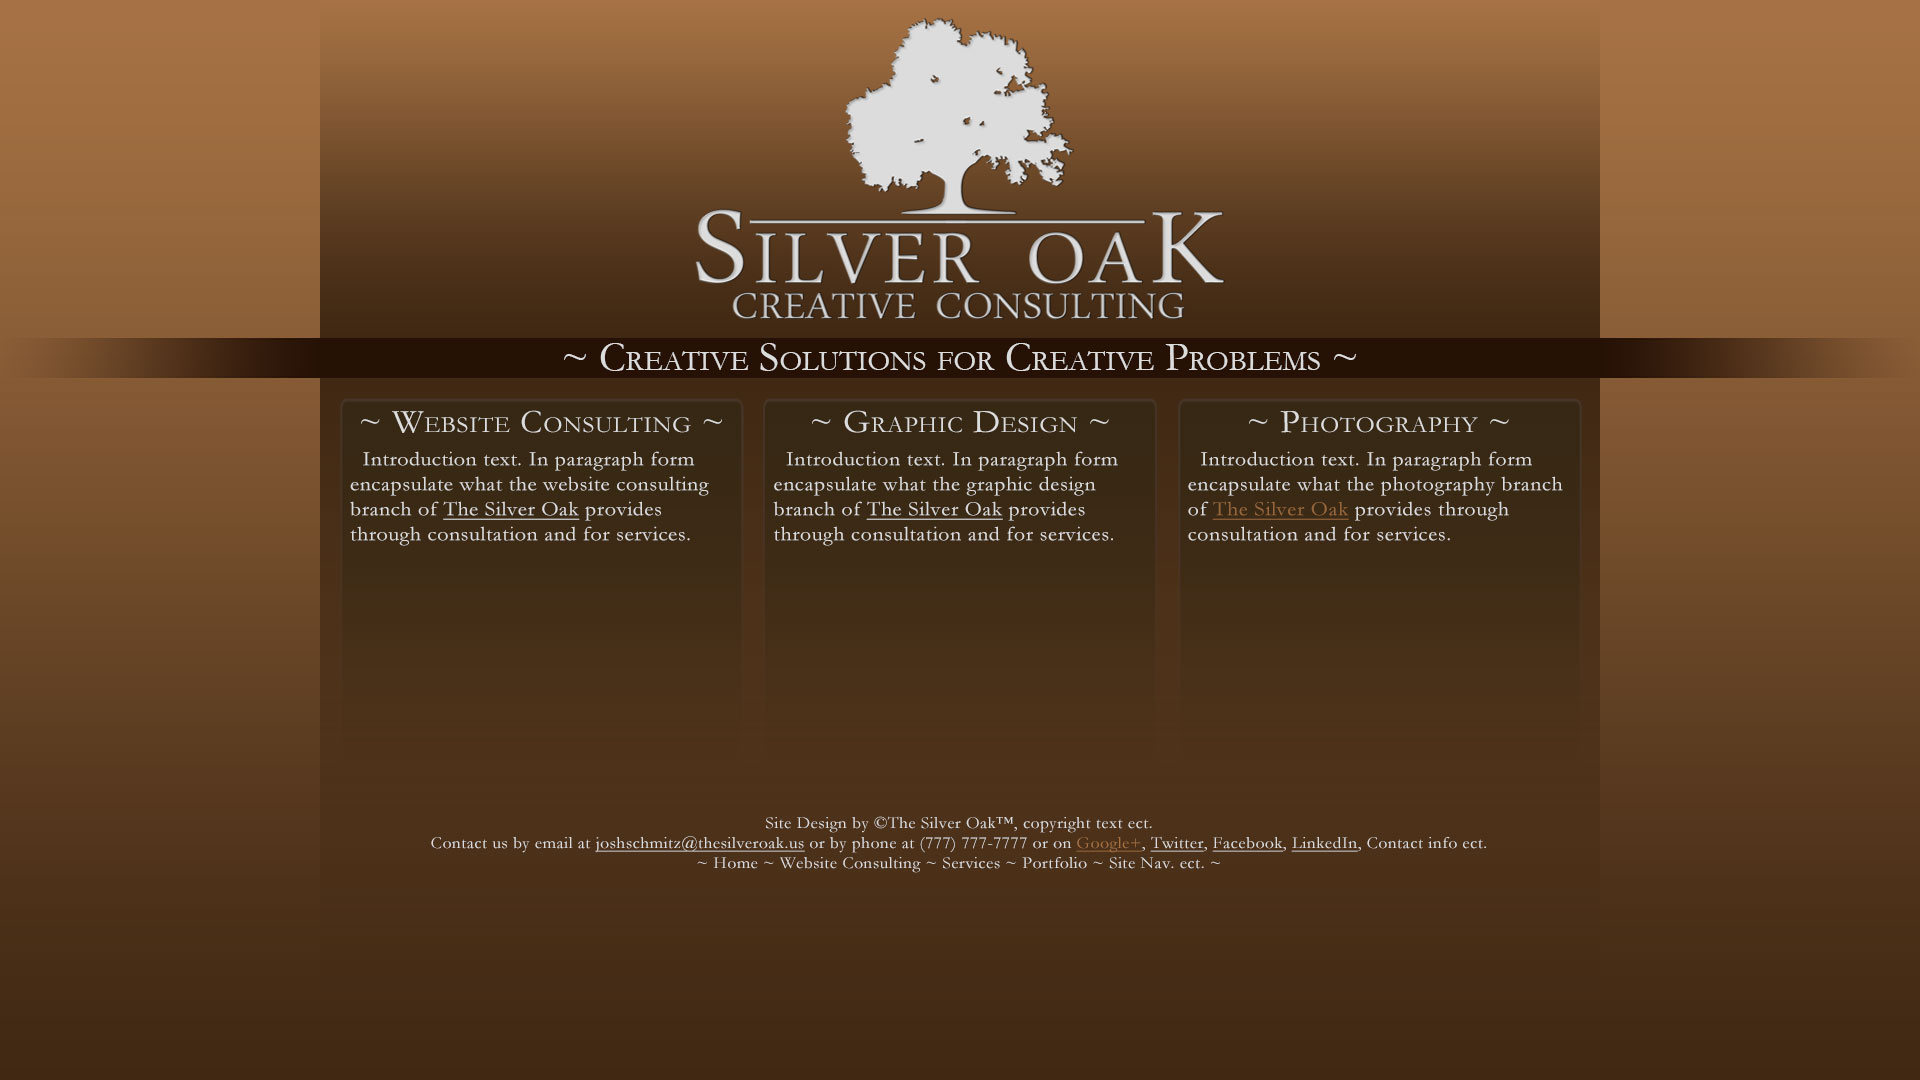 SILVER OAK
CREATIVE CONSULTING
~ Creative Solutions for Creative Problems ~
~ Website Consulting ~
Introduction text. In paragraph form
encapsulate what the website consulting
branch of The Silver Oak provides
through consultation and for services.
~ Graphic Design ~
Introduction text. In paragraph form
encapsulate what the graphic design
branch of The Silver Oak provides
through consultation and for services.
~ Photography ~
Introduction text. In paragraph form
encapsulate what the photography branch
of The Silver Oak provides through
consultation and for services.
Site Design by ©The Silver Oak™, copyright text ect.
Contact us by email at joshschmitz@thesilveroak.us or by phone at (777) 777-7777 or on Google+, Twitter, Facebook, LinkedIn, Contact info ect.
~ Home ~ Website Consulting ~ Services ~ Portfolio ~ Site Nav. ect. ~